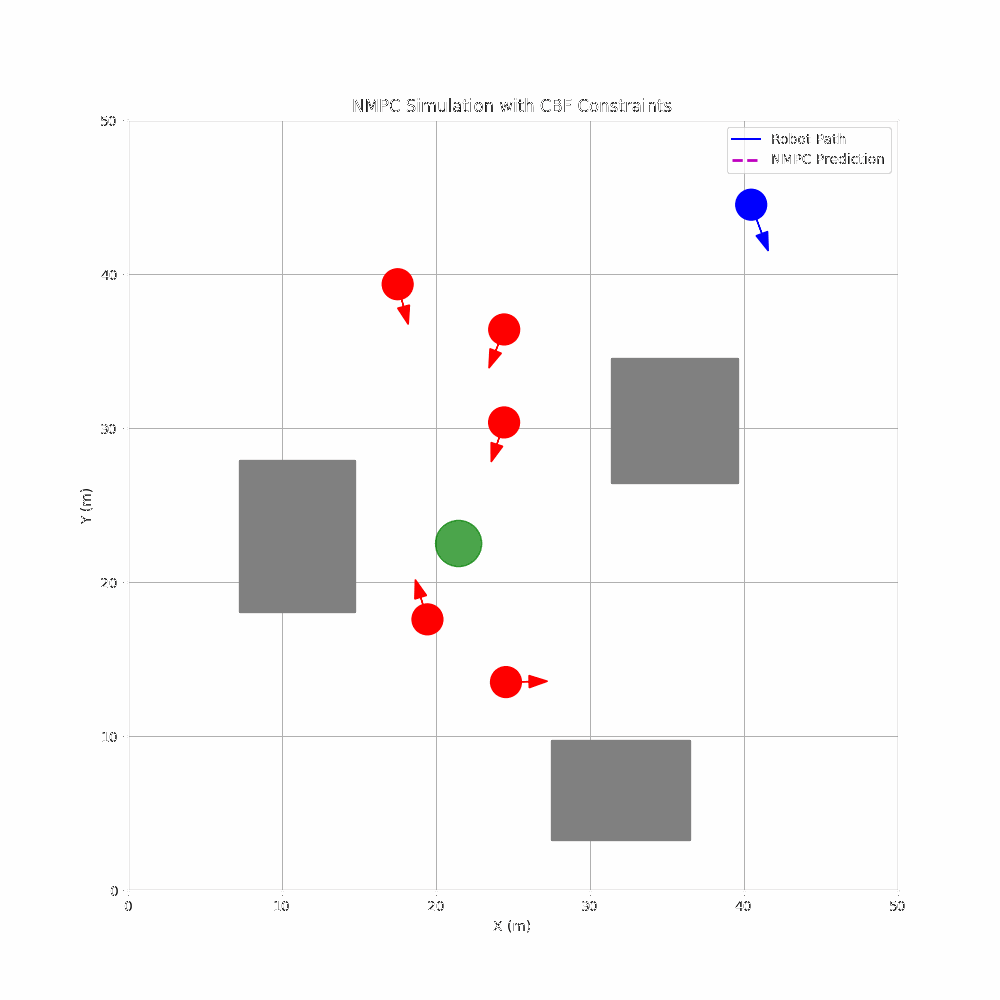 NMPC Simulation with CBF Constraints
Robot Path
NMPC Prediction
50
40
30
20
10
0
Y (m)
0 10 20 30 40 50
X (m)